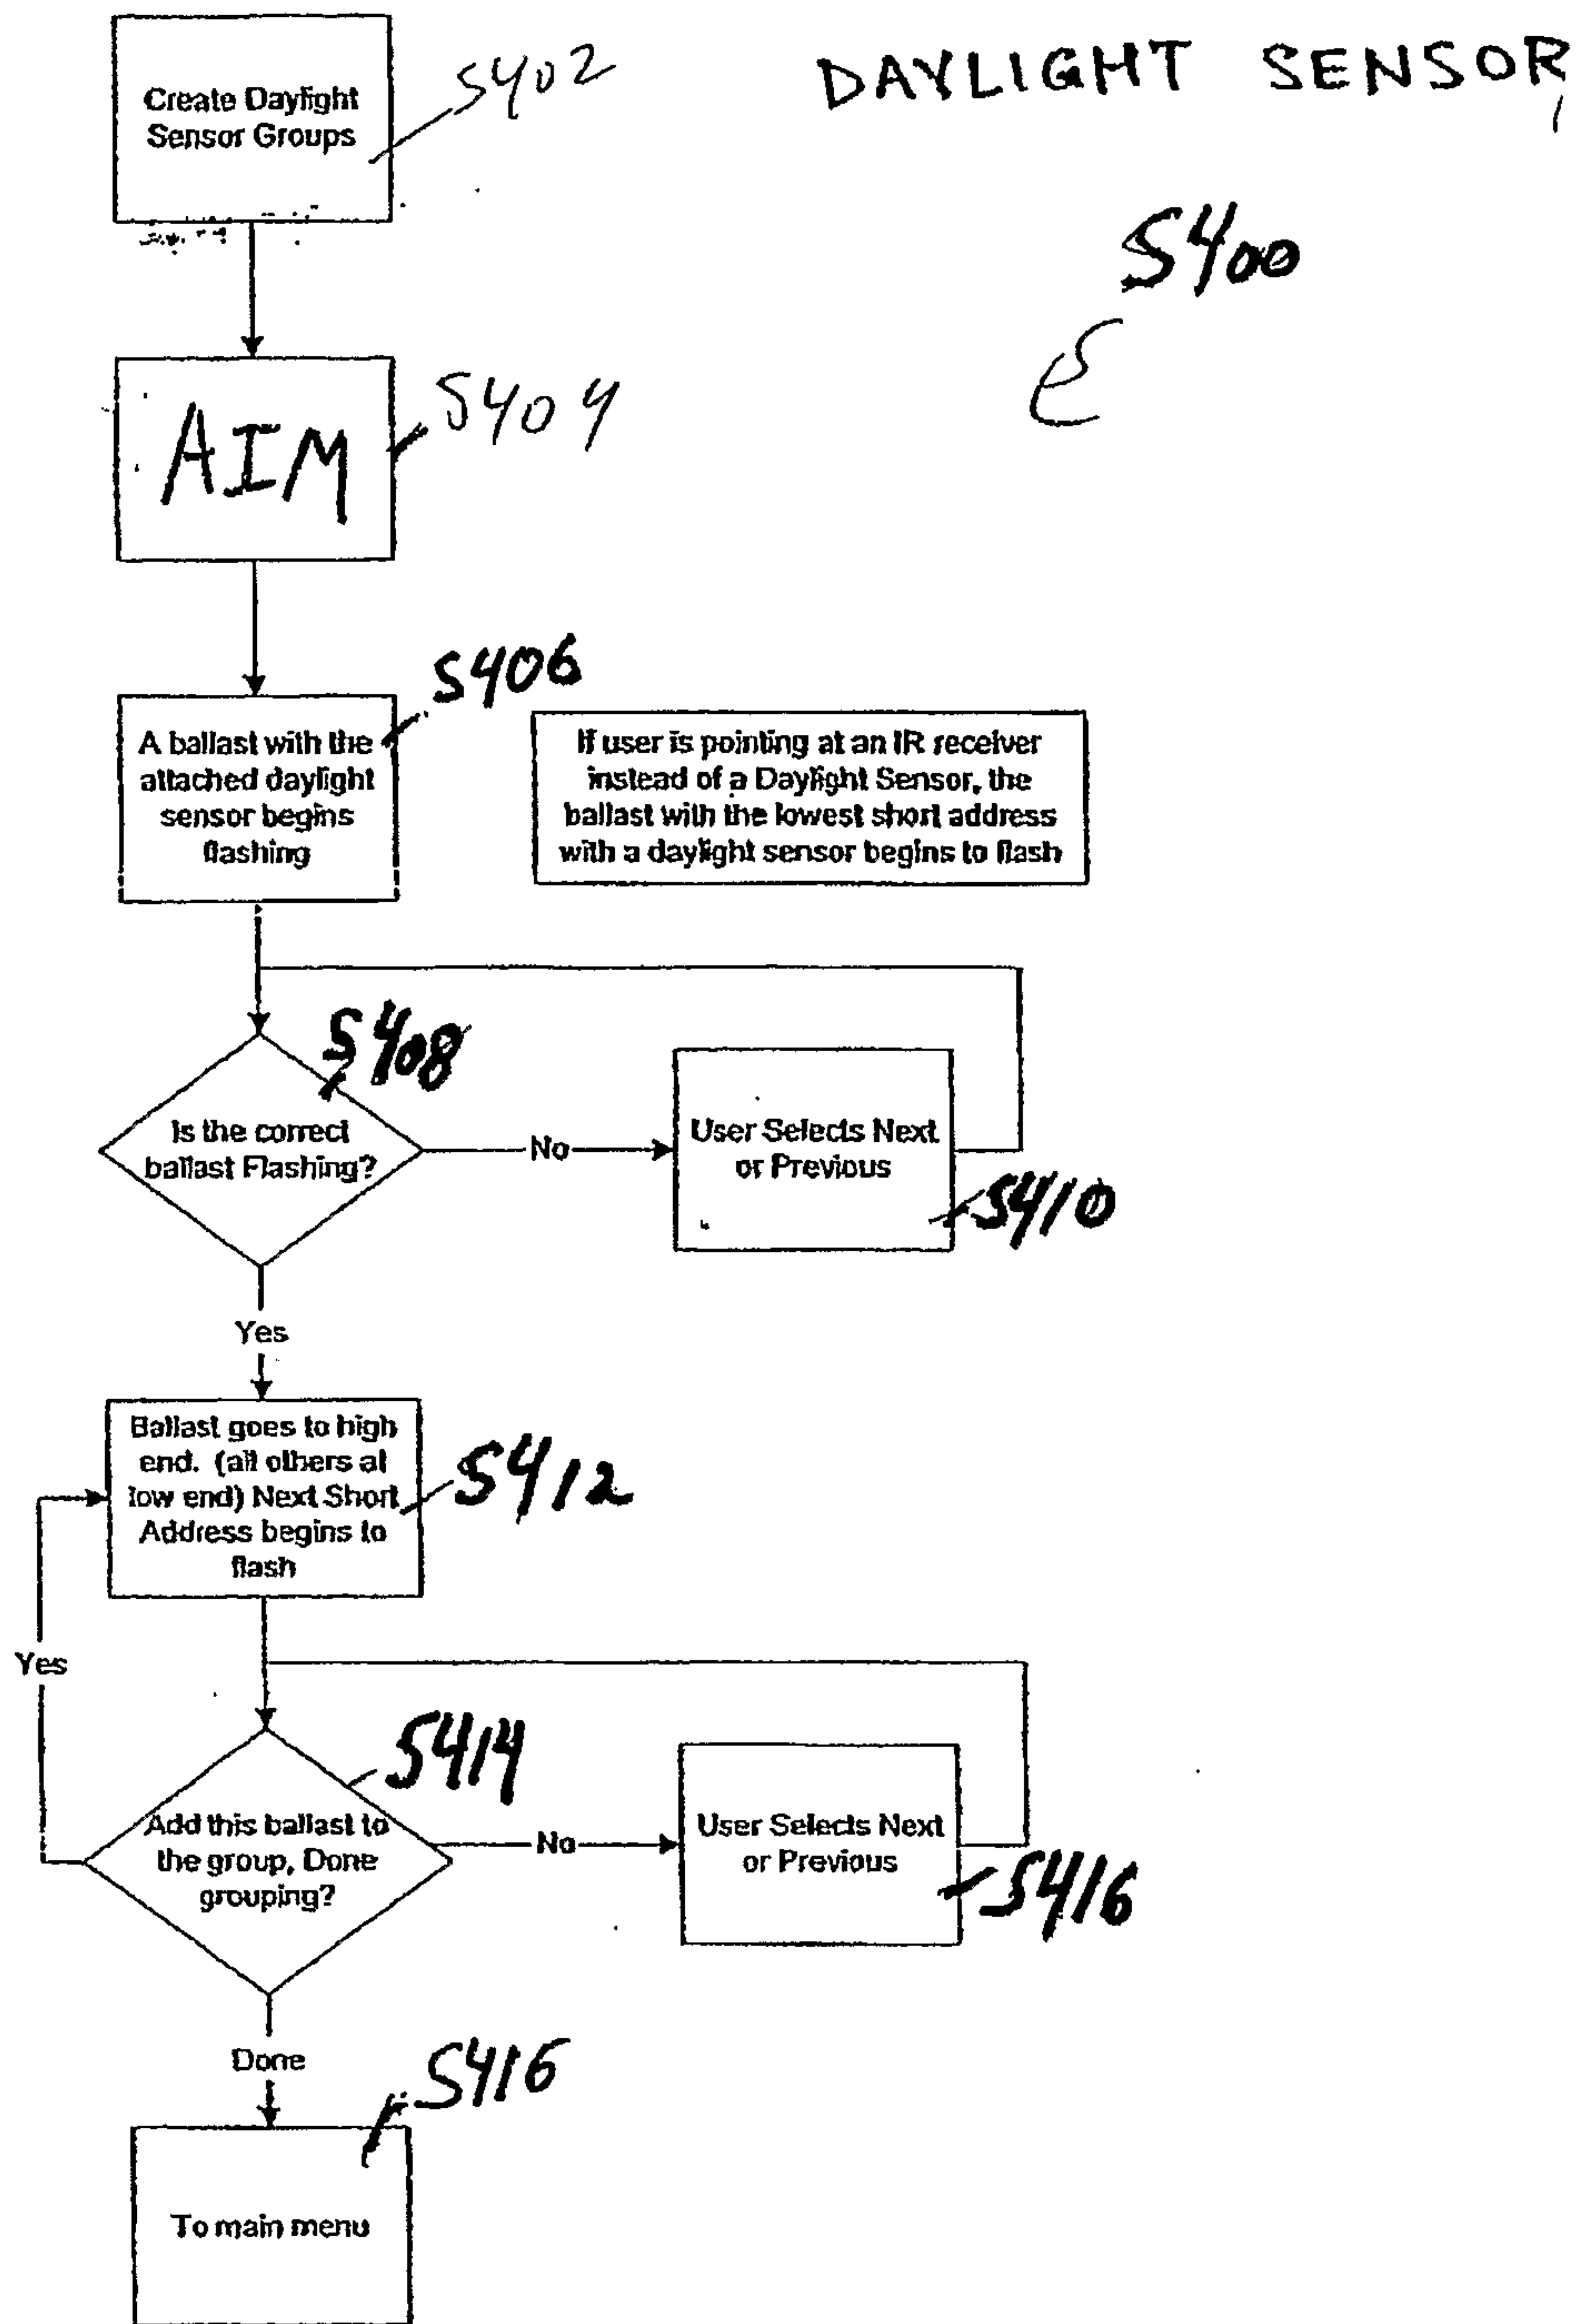 DAYLIGHT SENSOR
S402
Create Daylight
Sensor Groups
S400
AIM
S404
S406
A ballast with the
attached daylight
sensor begins
flashing
If user is pointing at an IR receiver
instead of a Daylight Sensor, the
ballast with the lowest short address
with a daylight sensor begins to flash
S408
Is the correct
ballast Flashing?
No
User Selects Next
or Previous
S410
Yes
Ballast goes to high
end. (all others at
low end) Next Short
Address begins to
flash
S412
Yes
S414
Add this ballast to
the group, Done
grouping?
No
User Selects Next
or Previous
S416
Done
S416
To main menu